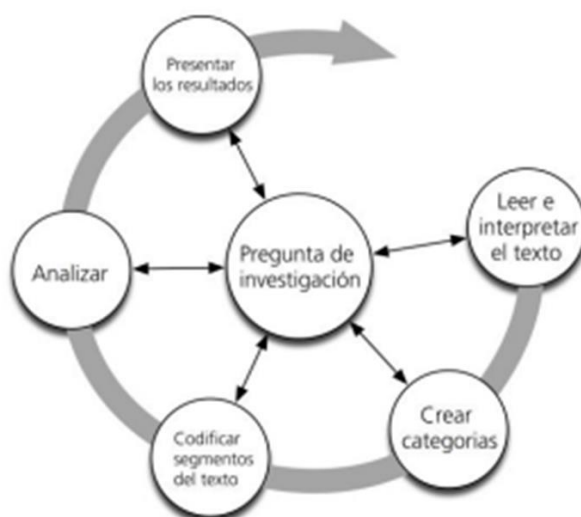 Presentar
los resultados
Leer e
interpretar
el texto
Pregunta de
investigación
Analizar
Crear
categorias
Codificar
segmentos
del texto